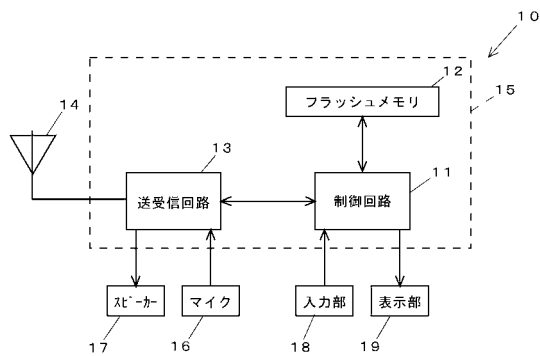 10
12
15
フラッシュメモリ
14
13
11
送受信回路
制御回路
ｽﾋﾟｰカー
マイク
入力部
表示部
17
16
18
19